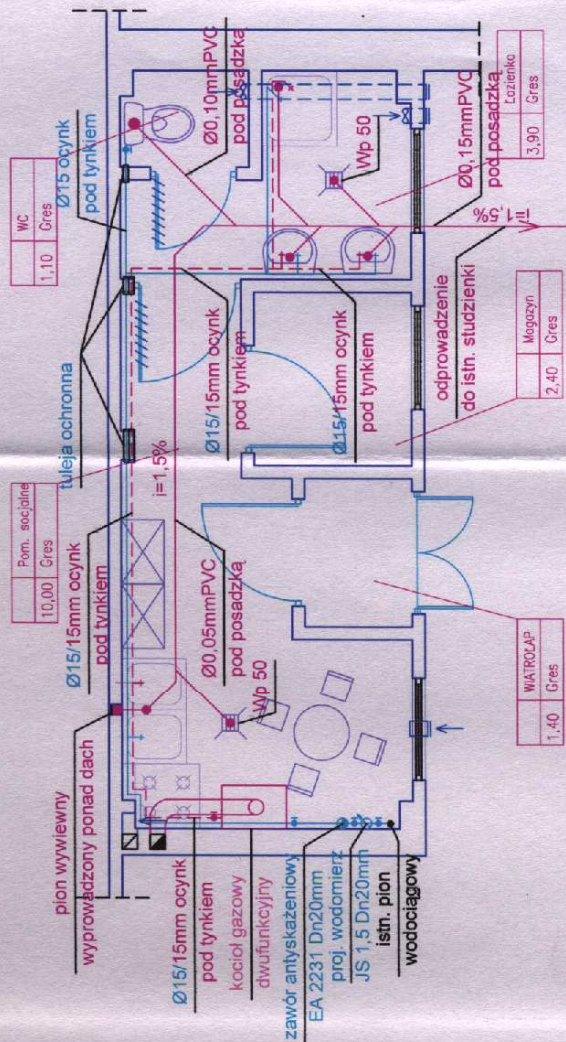 pion wywiewny
wyprowadzony ponad dach
Ø15/15mm ocynk
pod tynkiem
kocioł gazowy
dwufunkcyjny
zawór antyskażeniowy
EA 2231 Dn20mm
proj. wodomierz
JS 1,5 Dn20mm
istn. pion
wodociągowy
Pom. socjalne
10,00
Gres
Ø15/15mm ocynk
pod tynkiem
Ø0,05mmPVC
pod posadzką
Wp 50
WIATROŁAP
1,40
Gres
tuleja ochronna
i=1,5%
Ø15/15mm ocynk
pod tynkiem
Ø15/15mm ocynk
pod tynkiem
Magazyn
2,40
Gres
odprowadzenie
do istn. studzienki
WC
1,10
Gres
Ø15 ocynk
pod tynkiem
Ø0,10mmPVC
pod posadzką
Wp 50
i=1,5%
Ø0,15mmPVC
pod posadzką
Łazienka
3,90
Gres